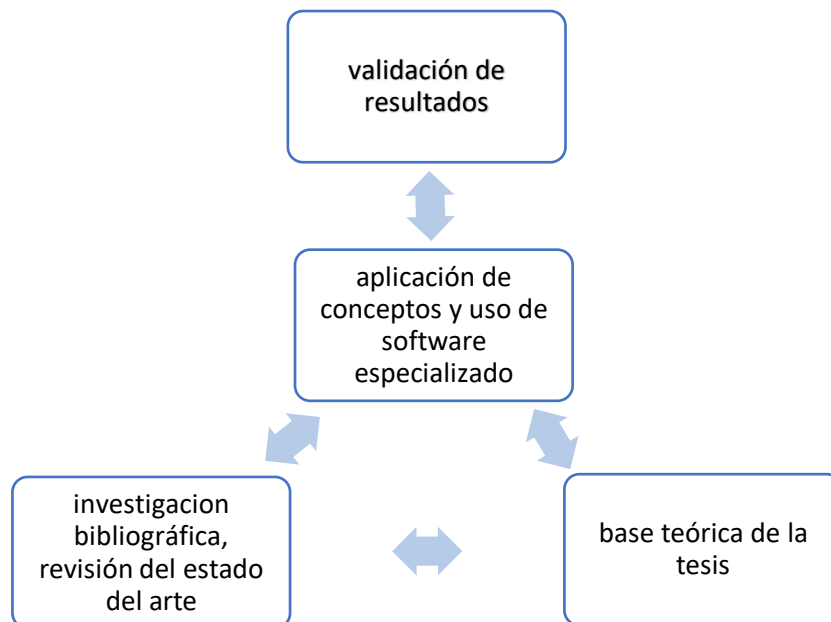 validación de
resultados
aplicación de
conceptos y uso de
software
especializado
investigacion
bibliográfica,
revisión del estado
del arte
base teórica de la
tesis